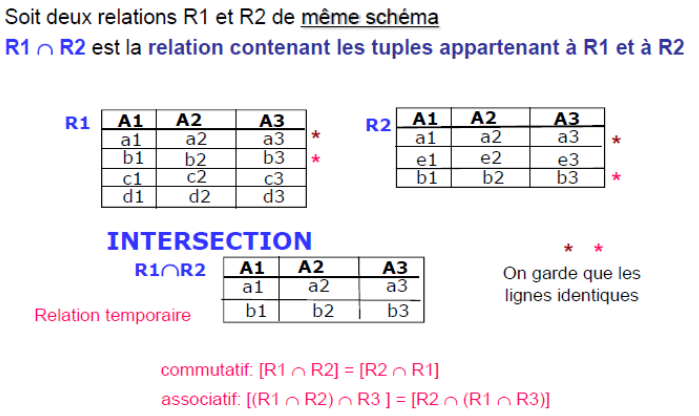 Soit deux relations R1 et R2 de même schéma
R1 ∩ R2 est la relation contenant les tuples appartenant à R1 et à R2
R1
A1 A2 A3
a1 a2 a3 *
b1 b2 b3 *
c1 c2 c3
d1 d2 d3
R2
A1 A2 A3
a1 a2 a3 *
e1 e2 e3
b1 b2 b3 *
INTERSECTION
R1∩R2
A1 A2 A3
a1 a2 a3
b1 b2 b3
Relation temporaire
* *
On garde que les
lignes identiques
commutatif: [R1 ∩ R2] = [R2 ∩ R1]
associatif: [(R1 ∩ R2) ∩ R3 ] = [R2 ∩ (R1 ∩ R3)]